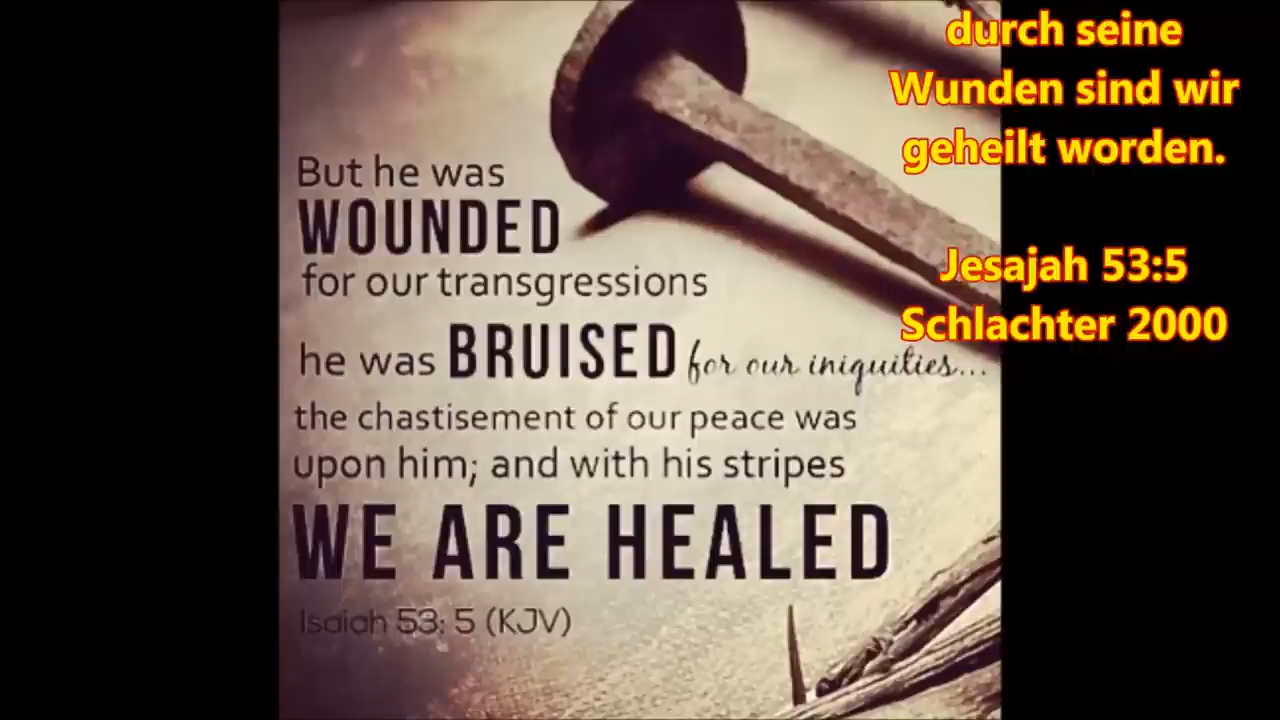 But he was
WOUNDED
for our transgressions
he was BRUISED for our iniquities...
the chastisement of our peace was
upon him; and with his stripes
WE ARE HEALED
Isaiah 53: 5 (KJV)
durch seine
Wunden sind wir
geheilt worden.
Jesajah 53:5
Schlachter 2000